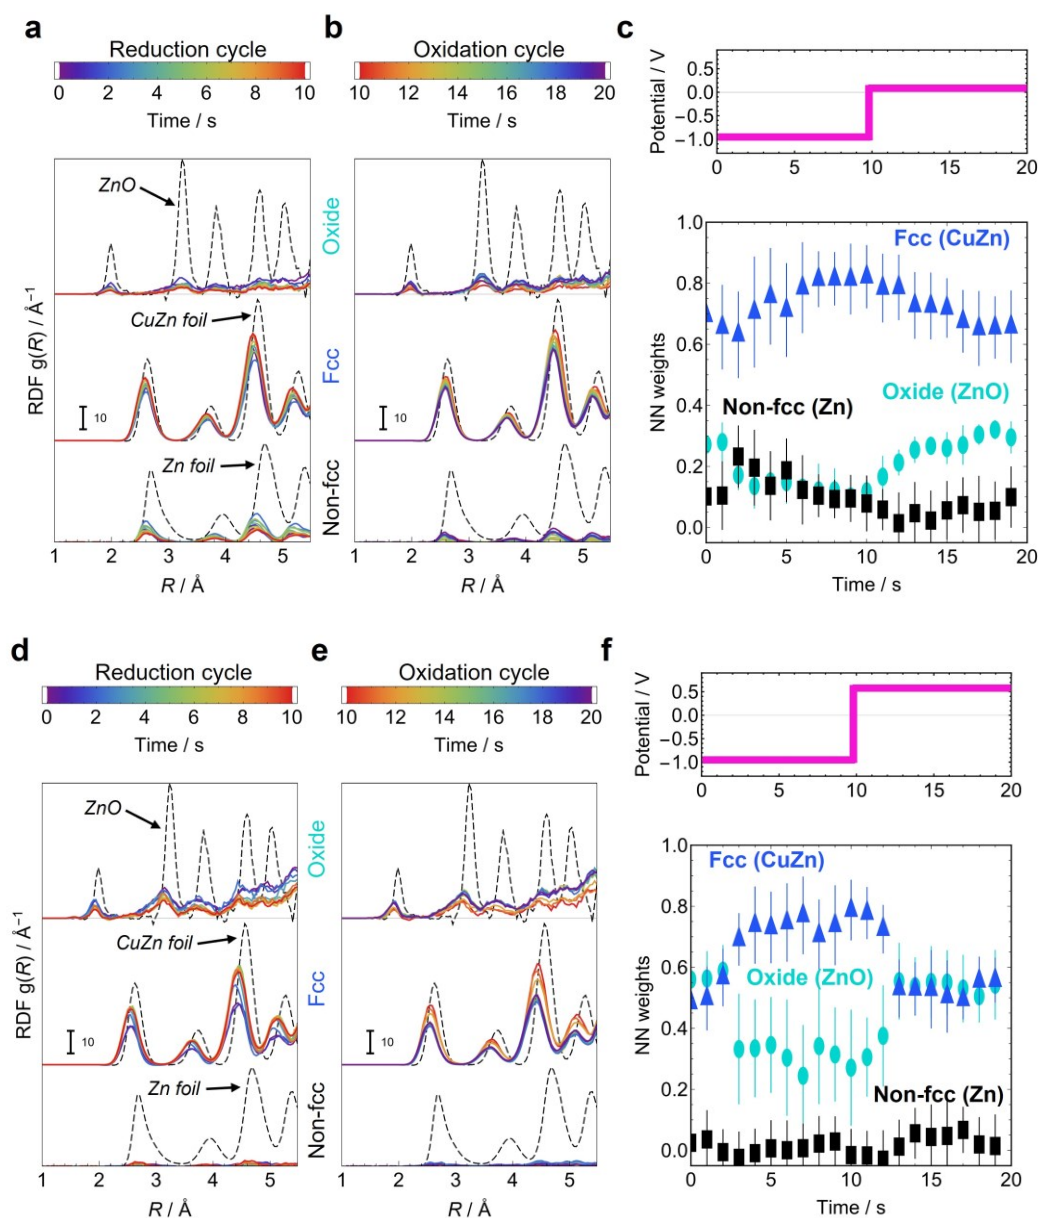 a
Reduction cycle
0 2 4 6 8 10
Time / s
b
Oxidation cycle
10 12 14 16 18 20
Time / s
c
Potential / V
0.5
0.0
−0.5
−1.0
0 5 10 15 20
RDF g(R) / Å⁻¹
ZnO
CuZn foil
10
Zn foil
1 2 3 4 5
R / Å
Oxide
Fcc
Non-fcc
10
1 2 3 4 5
R / Å
NN weights
1.0
0.8
0.6
0.4
0.2
0.0
Fcc (CuZn)
Oxide (ZnO)
Non-fcc (Zn)
0 5 10 15 20
Time / s
d
Reduction cycle
0 2 4 6 8 10
Time / s
e
Oxidation cycle
10 12 14 16 18 20
Time / s
f
Potential / V
0.5
0.0
−0.5
−1.0
0 5 10 15 20
RDF g(R) / Å⁻¹
ZnO
CuZn foil
10
Zn foil
1 2 3 4 5
R / Å
Oxide
Fcc
Non-fcc
10
1 2 3 4 5
R / Å
NN weights
1.0
0.8
0.6
0.4
0.2
0.0
Fcc (CuZn)
Oxide (ZnO)
Non-fcc (Zn)
0 5 10 15 20
Time / s